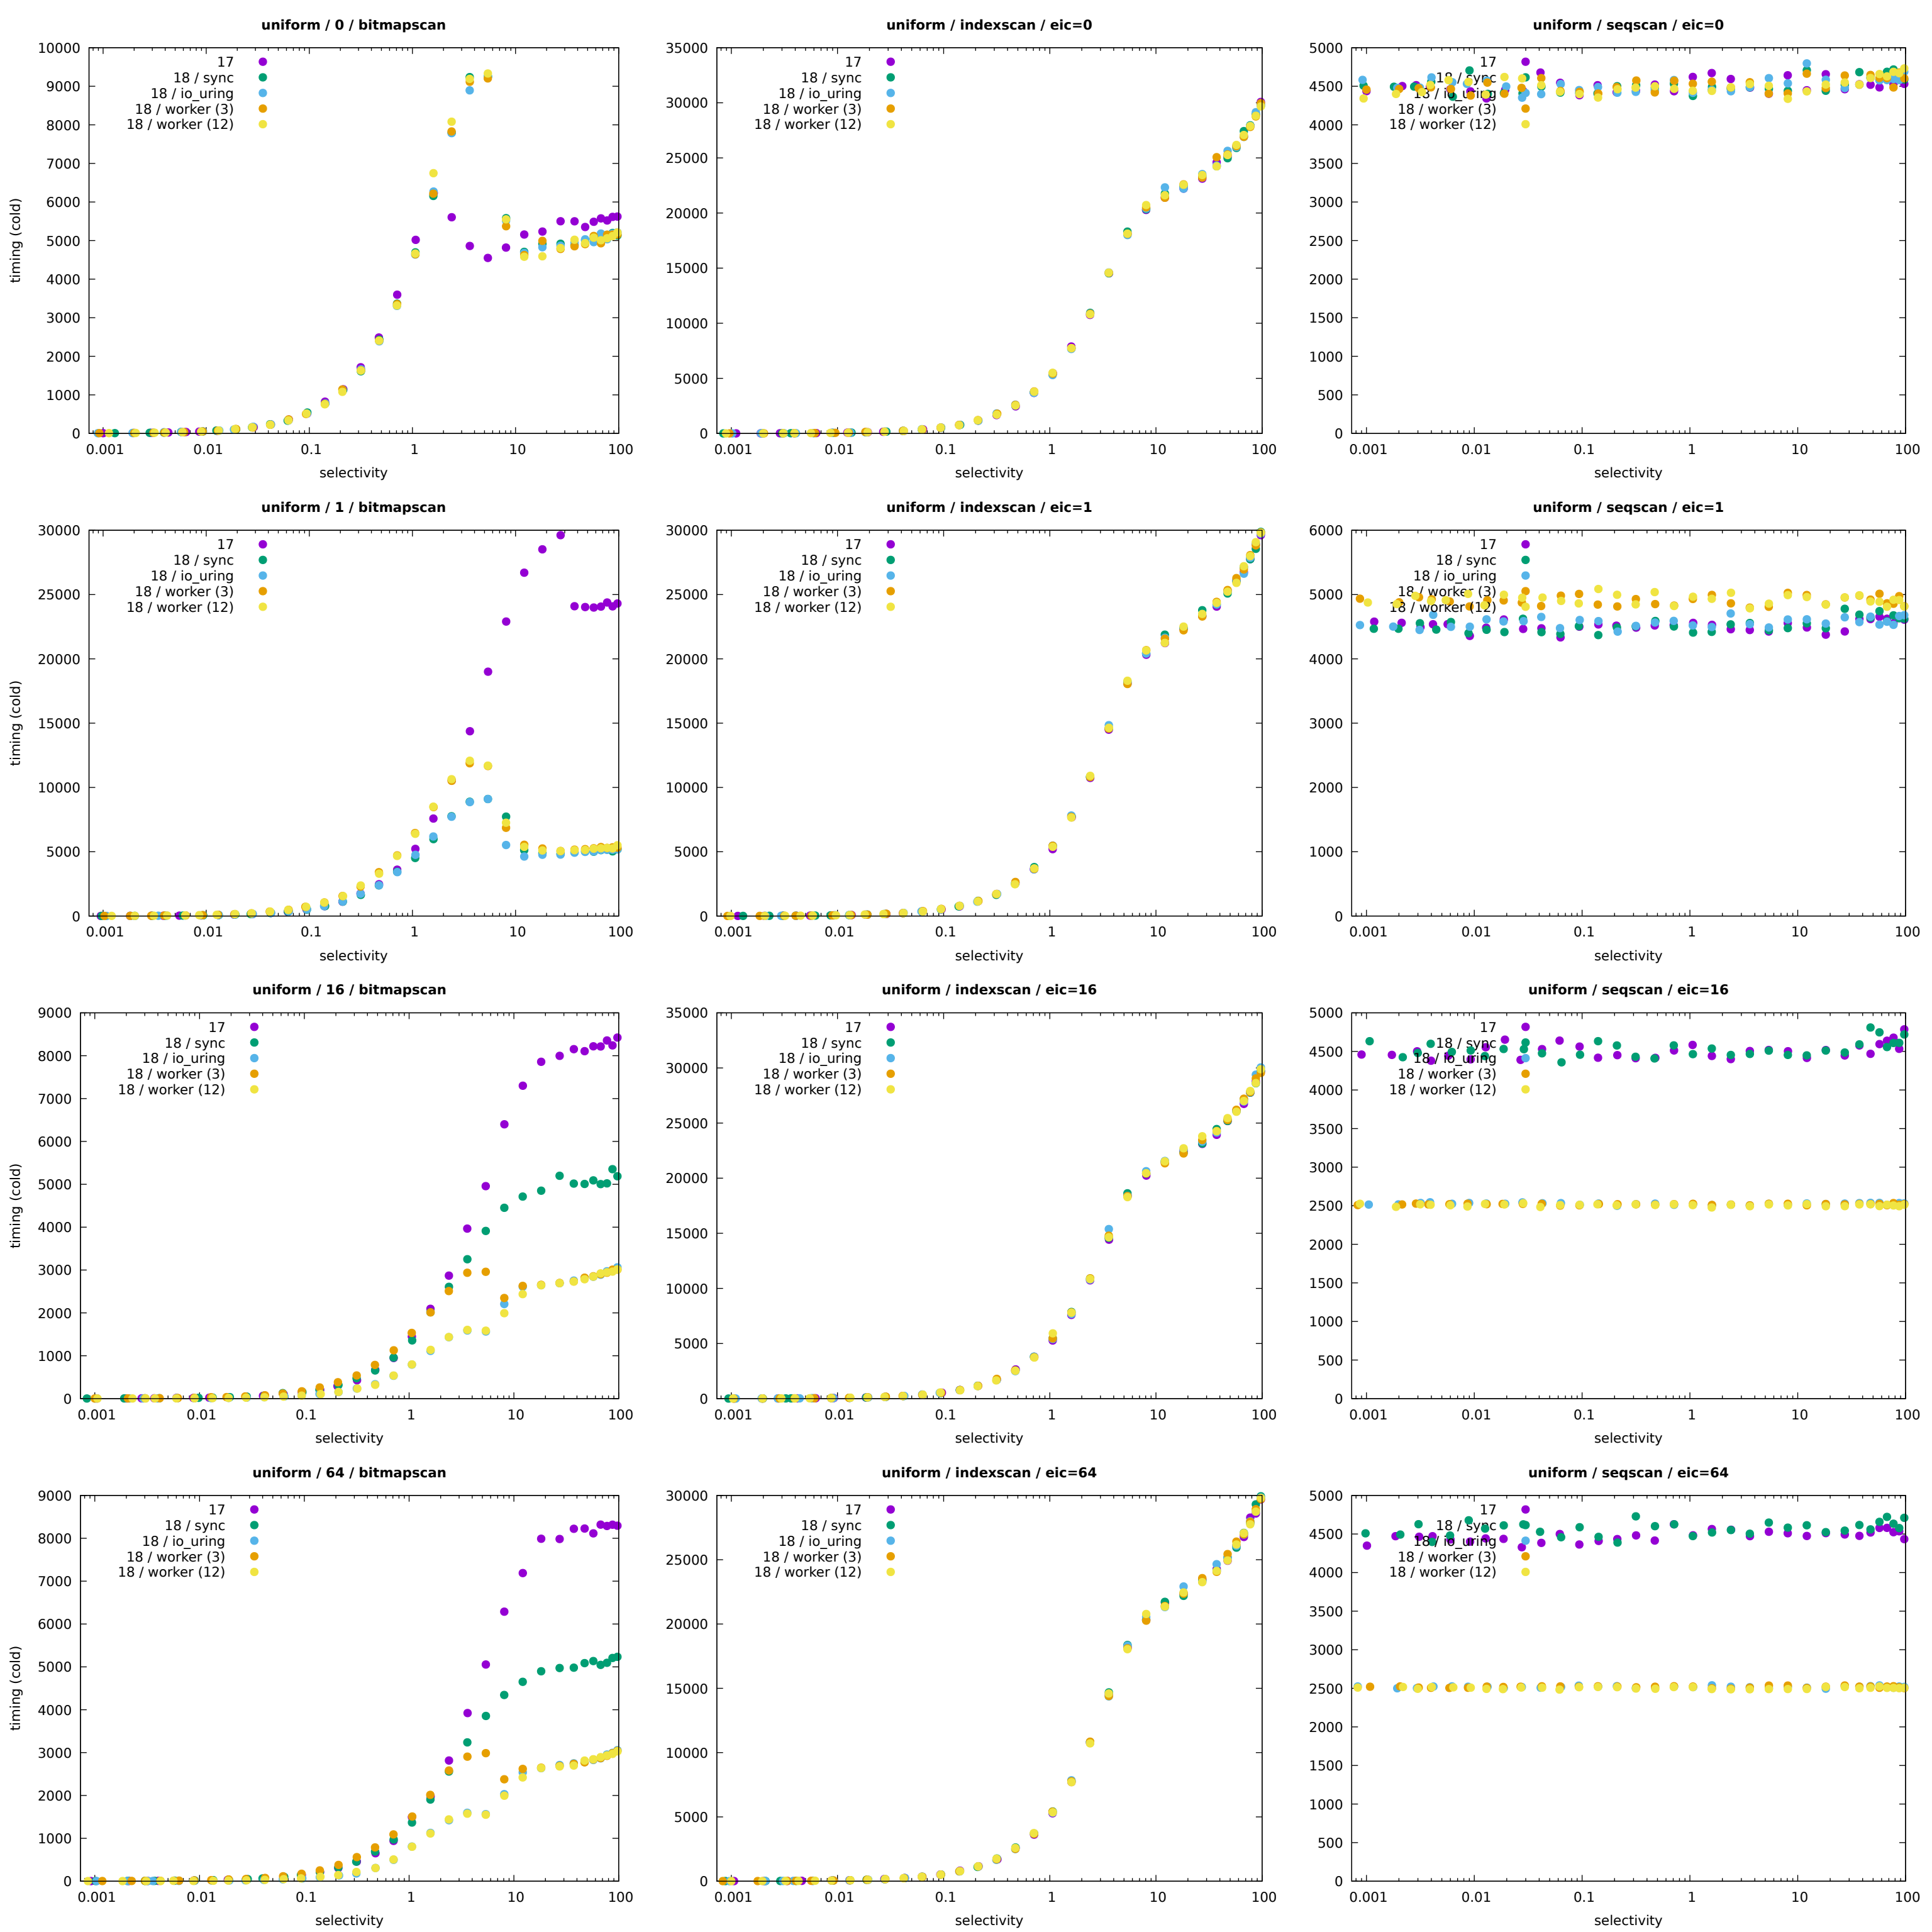 uniform / 0 / bitmapscan
10000
9000
8000
7000
6000
5000
4000
3000
2000
1000
0
timing (cold)
17
18 / sync
18 / io_uring
18 / worker (3)
18 / worker (12)
0.001 0.01 0.1 1 10 100
selectivity
uniform / indexscan / eic=0
35000
30000
25000
20000
15000
10000
5000
0
17
18 / sync
18 / io_uring
18 / worker (3)
18 / worker (12)
0.001 0.01 0.1 1 10 100
selectivity
uniform / seqscan / eic=0
5000
4500
4000
3500
3000
2500
2000
1500
1000
500
0
17
18 / sync
18 / io_uring
18 / worker (3)
18 / worker (12)
0.001 0.01 0.1 1 10 100
selectivity
uniform / 1 / bitmapscan
30000
25000
20000
15000
10000
5000
0
timing (cold)
17
18 / sync
18 / io_uring
18 / worker (3)
18 / worker (12)
0.001 0.01 0.1 1 10 100
selectivity
uniform / indexscan / eic=1
30000
25000
20000
15000
10000
5000
0
17
18 / sync
18 / io_uring
18 / worker (3)
18 / worker (12)
0.001 0.01 0.1 1 10 100
selectivity
uniform / seqscan / eic=1
6000
5000
4000
3000
2000
1000
0
17
18 / sync
18 / io_uring
18 / worker (3)
18 / worker (12)
0.001 0.01 0.1 1 10 100
selectivity
uniform / 16 / bitmapscan
9000
8000
7000
6000
5000
4000
3000
2000
1000
0
timing (cold)
17
18 / sync
18 / io_uring
18 / worker (3)
18 / worker (12)
0.001 0.01 0.1 1 10 100
selectivity
uniform / indexscan / eic=16
35000
30000
25000
20000
15000
10000
5000
0
17
18 / sync
18 / io_uring
18 / worker (3)
18 / worker (12)
0.001 0.01 0.1 1 10 100
selectivity
uniform / seqscan / eic=16
5000
4500
4000
3500
3000
2500
2000
1500
1000
500
0
17
18 / sync
18 / io_uring
18 / worker (3)
18 / worker (12)
0.001 0.01 0.1 1 10 100
selectivity
uniform / 64 / bitmapscan
9000
8000
7000
6000
5000
4000
3000
2000
1000
0
timing (cold)
17
18 / sync
18 / io_uring
18 / worker (3)
18 / worker (12)
0.001 0.01 0.1 1 10 100
selectivity
uniform / indexscan / eic=64
30000
25000
20000
15000
10000
5000
0
17
18 / sync
18 / io_uring
18 / worker (3)
18 / worker (12)
0.001 0.01 0.1 1 10 100
selectivity
uniform / seqscan / eic=64
5000
4500
4000
3500
3000
2500
2000
1500
1000
500
0
17
18 / sync
18 / io_uring
18 / worker (3)
18 / worker (12)
0.001 0.01 0.1 1 10 100
selectivity